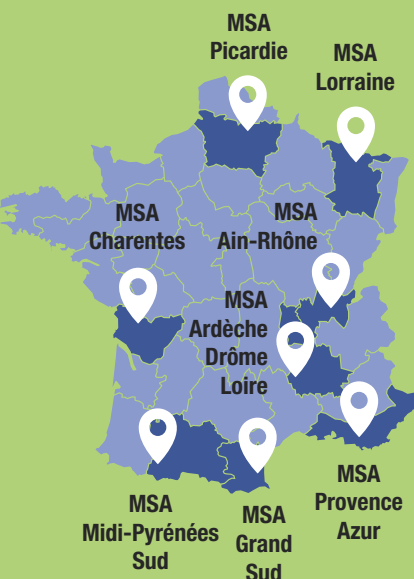 MSA
Picardie
MSA
Lorraine
MSA
Charentes
MSA
Ain-Rhône
MSA
Ardèche
Drôme
Loire
MSA
Midi-Pyrénées
Sud
MSA
Grand
Sud
MSA
Provence
Azur